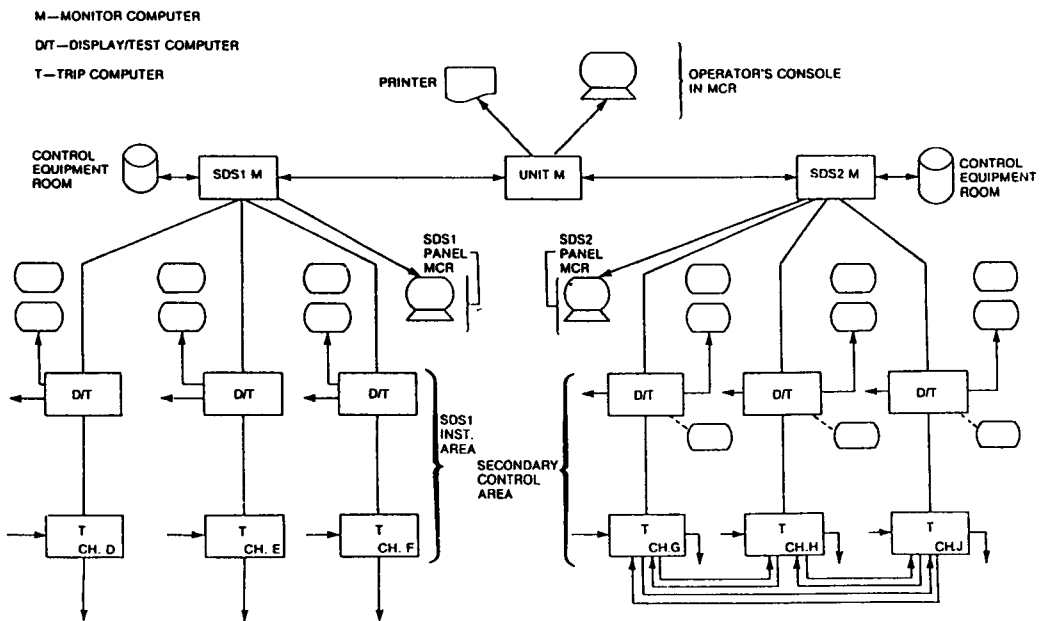 M—MONITOR COMPUTER
D/T—DISPLAY/TEST COMPUTER
T—TRIP COMPUTER
PRINTER
OPERATOR'S CONSOLE
IN MCR
CONTROL
EQUIPMENT
ROOM
SDS1 M
UNIT M
SDS2 M
CONTROL
EQUIPMENT
ROOM
SDS1
PANEL
MCR
SDS2
PANEL
MCR
D/T
D/T
D/T
D/T
D/T
D/T
SDS1
INST.
AREA
SECONDARY
CONTROL
AREA
T
CH. D
T
CH. E
T
CH. F
T
CH.G
T
CH.H
T
CH.J